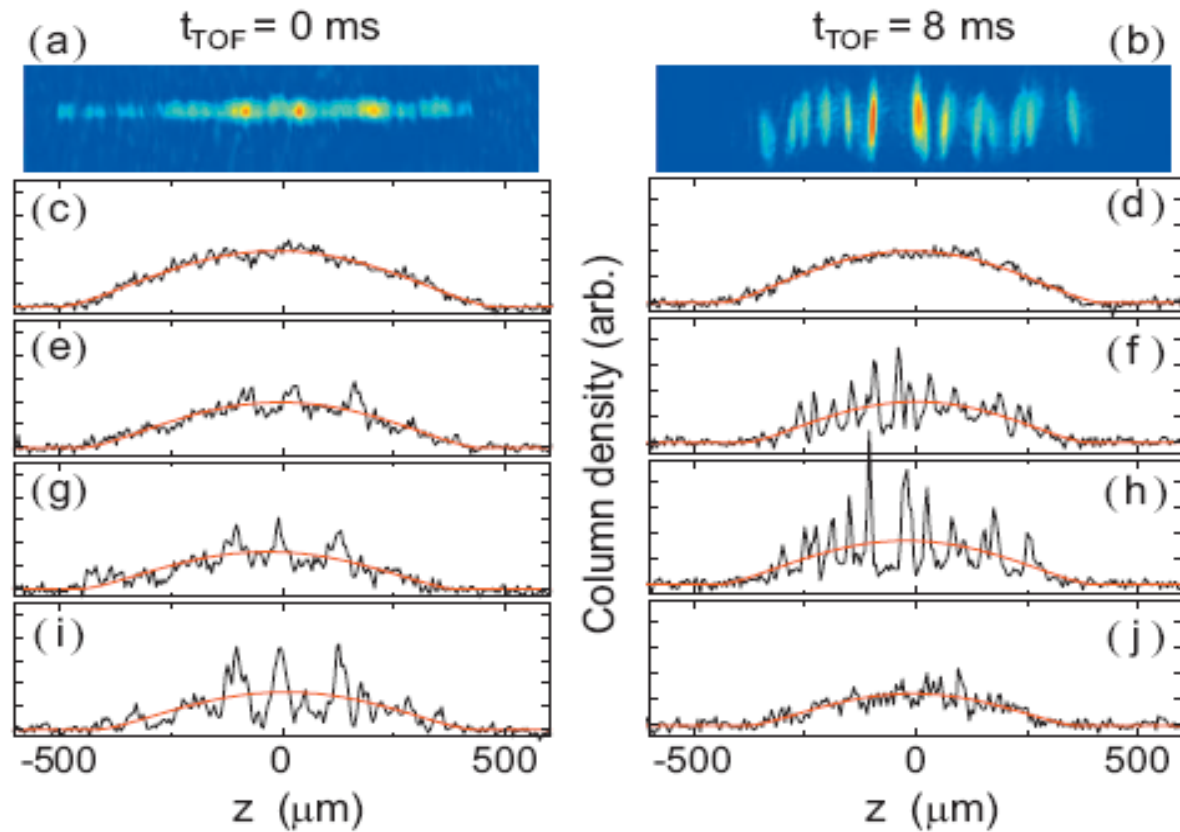 t_TOF = 0 ms
t_TOF = 8 ms
(a)
(b)
(c)
(d)
(e)
(f)
(g)
(h)
(i)
(j)
Column density (arb.)
-500 0 500
-500 0 500
z (μm)
z (μm)